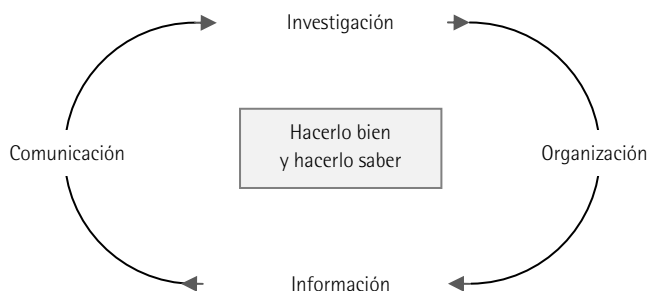 Investigación
Hacerlo bien
y hacerlo saber
Comunicación
Organización
Información